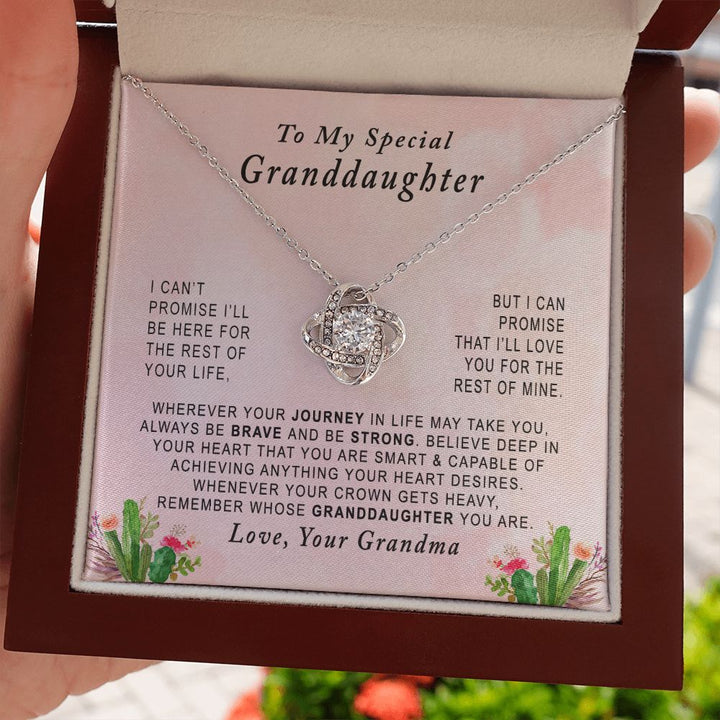 To My Special
Granddaughter
I CAN'T
PROMISE I'LL
BE HERE FOR
THE REST OF
YOUR LIFE,
BUT I CAN
PROMISE
THAT I'LL LOVE
YOU FOR THE
REST OF MINE.
WHEREVER YOUR JOURNEY IN LIFE MAY TAKE YOU,
ALWAYS BE BRAVE AND BE STRONG. BELIEVE DEEP IN
YOUR HEART THAT YOU ARE SMART & CAPABLE OF
ACHIEVING ANYTHING YOUR HEART DESIRES.
WHENEVER YOUR CROWN GETS HEAVY,
REMEMBER WHOSE GRANDDAUGHTER YOU ARE.
Love, Your Grandma